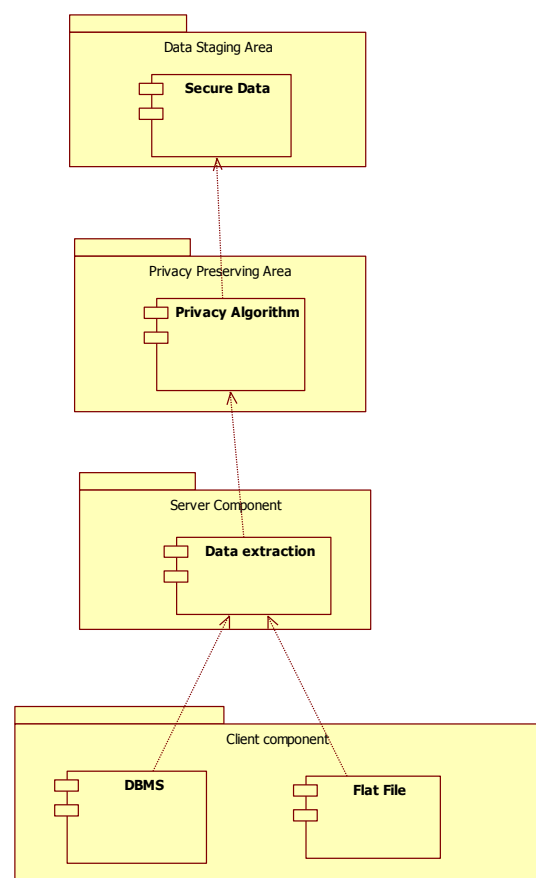 Data Staging Area
Secure Data
Privacy Preserving Area
Privacy Algorithm
Server Component
Data extraction
Client component
DBMS
Flat File